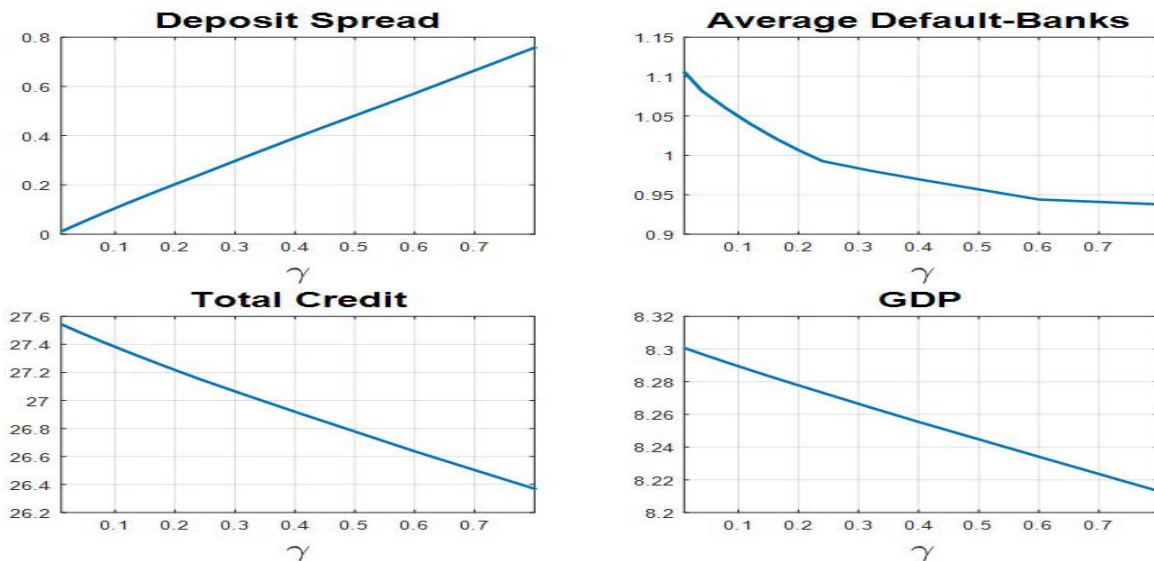 Deposit Spread
0.8
0.6
0.4
0.2
0
0.1 0.2 0.3 0.4 0.5 0.6 0.7
γ
Average Default-Banks
1.15
1.1
1.05
1
0.95
0.9
0.1 0.2 0.3 0.4 0.5 0.6 0.7
γ
Total Credit
27.6
27.4
27.2
27
26.8
26.6
26.4
26.2
0.1 0.2 0.3 0.4 0.5 0.6 0.7
γ
GDP
8.32
8.3
8.28
8.26
8.24
8.22
8.2
0.1 0.2 0.3 0.4 0.5 0.6 0.7
γ